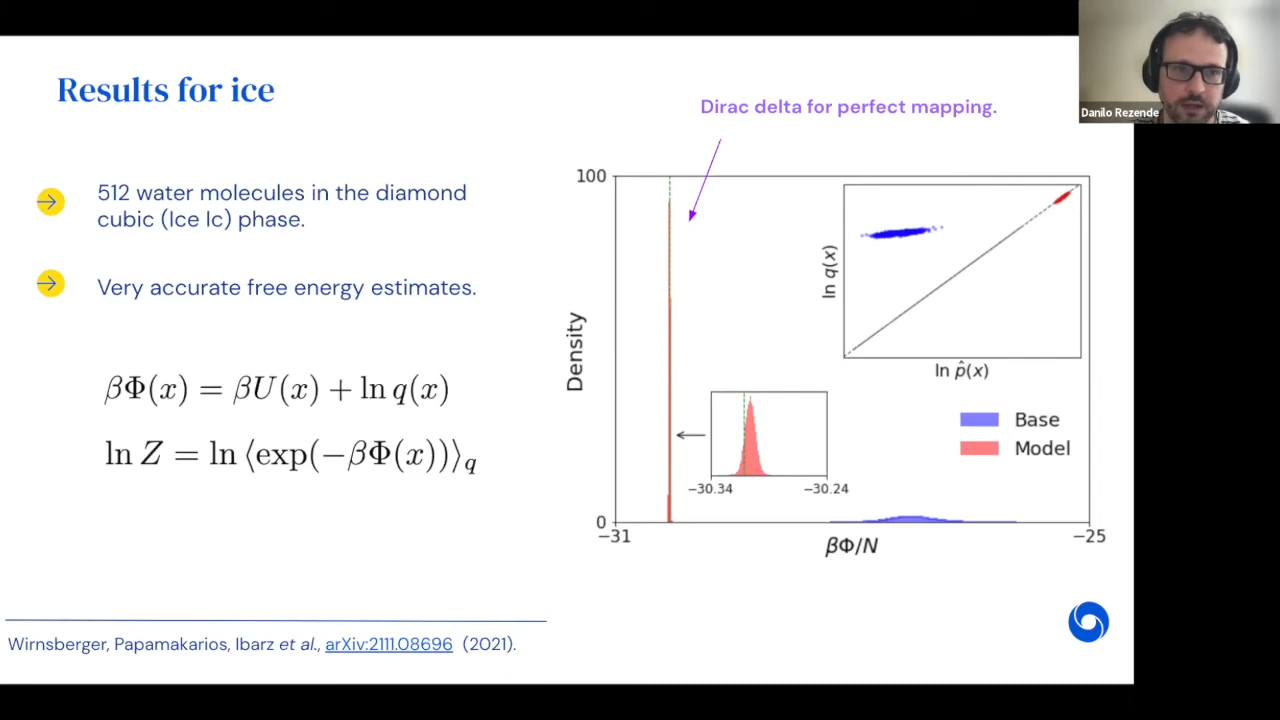 Results for ice
Dirac delta for perfect mapping.
Danilo Rezende
512 water molecules in the diamond
cubic (Ice Ic) phase.
Very accurate free energy estimates.
βΦ(x) = βU(x) + ln q(x)
ln Z = ln ⟨exp(−βΦ(x))⟩q
100
Density
0
−31
−25
βΦ/N
ln q(x)
ln p̂(x)
−30.34
−30.24
Base
Model
Wirnsberger, Papamakarios, Ibarz et al., arXiv:2111.08696 (2021).